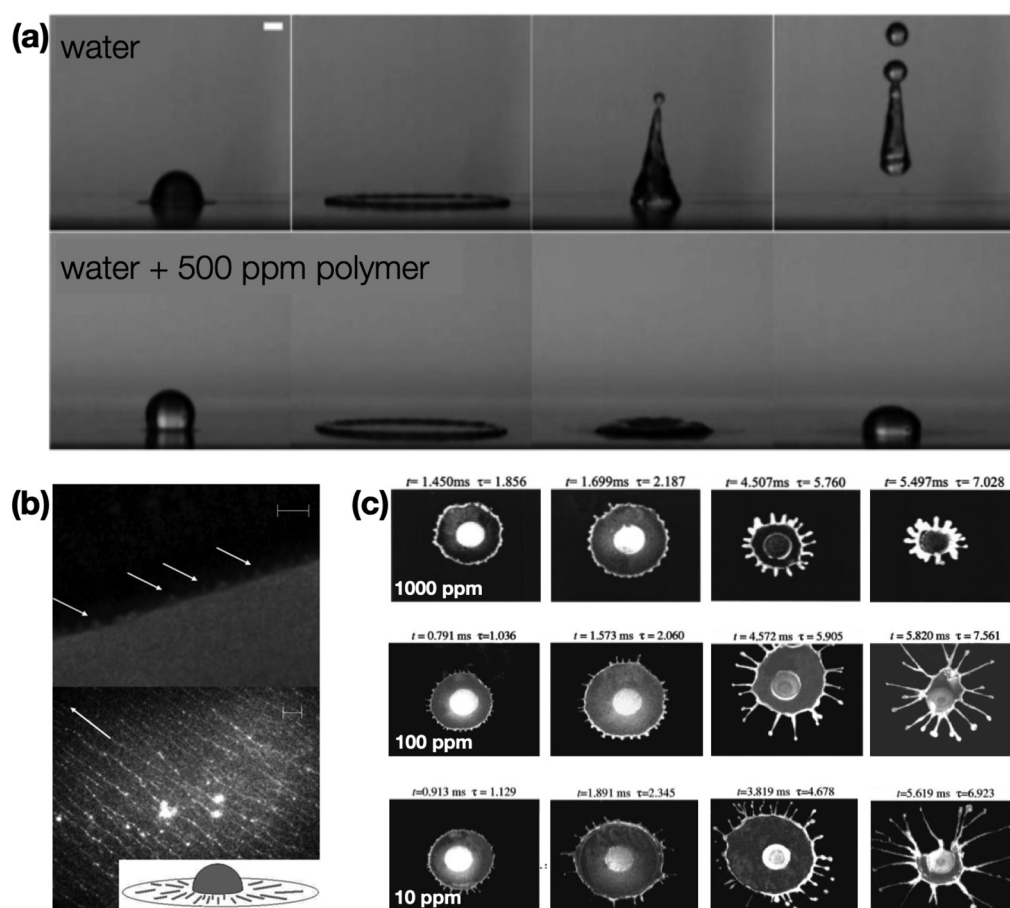 (a)
water
water + 500 ppm polymer
(b)
(c)
t= 1.450ms τ= 1.856
t= 1.699ms τ= 2.187
t= 4.507ms τ= 5.760
t= 5.497ms τ= 7.028
1000 ppm
t= 0.791 ms τ=1.036
t= 1.573 ms τ= 2.060
t= 4.572 ms τ= 5.905
t= 5.820 ms τ= 7.561
100 ppm
t=0.913 ms τ= 1.129
t=1.891 ms τ=2.345
t=3.819 ms τ=4.678
t=5.619 ms τ=6.923
10 ppm